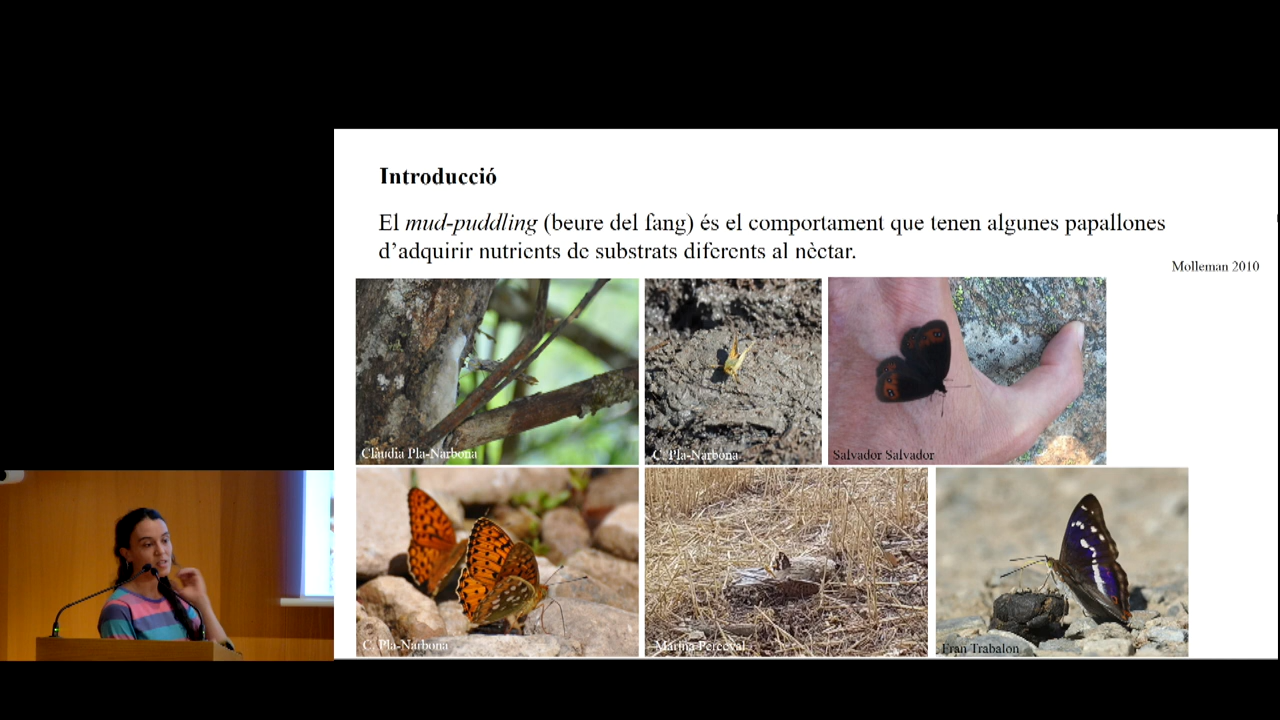 Introducció
El mud-puddling (beure del fang) és el comportament que tenen algunes papallones
d'adquirir nutrients de substrats diferents al nèctar.
Molleman 2010
Clàudia Pla-Narbona
C. Pla-Narbona
Salvador Salvador
C. Pla-Narbona
Marina Perceval
Fran Trabalon